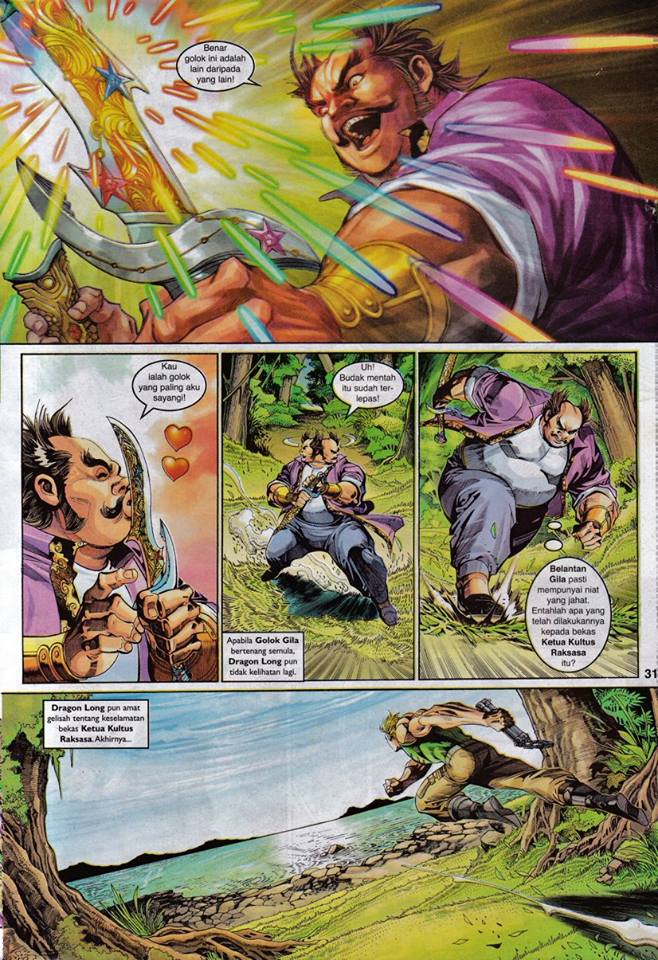 Benar
golok ini adalah
lain daripada
yang lain!
Kau
ialah golok
yang paling aku
sayangi!
Uh!
Budak mentah
itu sudah ter-
lepas!
Apabila Golok Gila
bertenang semula,
Dragon Long pun
tidak kelihatan lagi.
Belantan
Gila pasti
mempunyai niat
yang jahat.
Entahlah apa yang
telah dilakukannya
kepada bekas
Ketua Kultus
Raksasa
itu?
31
Dragon Long pun amat
gelisah tentang keselamatan
bekas Ketua Kultus
Raksasa. Akhirnya...